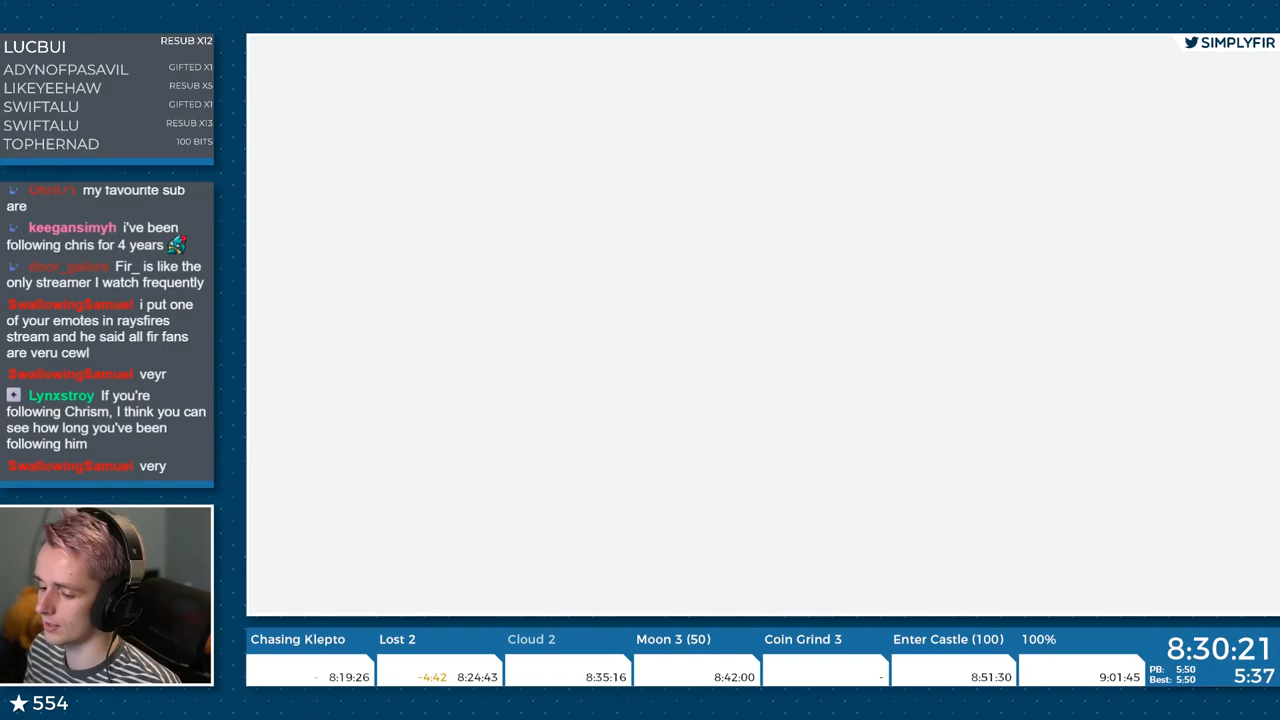 LUCBUI RESUB X12
ADYNOFPASAVIL GIFTED X1
LIKEYEEHAW RESUB X5
SWIFTALU GIFTED X1
SWIFTALU RESUB X13
TOPHERNAD 100 BITS
my favourite sub
are
keegansimyh i've been
following chris for 4 years
door_galore Fir_ is like the
only streamer I watch frequently
SwallowingSamuel i put one
of your emotes in raysfires
stream and he said all fir fans
are veru cewl
SwallowingSamuel veyr
Lynxstroy If you're
following Chrism, I think you can
see how long you've been
following him
SwallowingSamuel very
554
SIMPLYFIR
Chasing Klepto Lost 2 Cloud 2 Moon 3 (50) Coin Grind 3 Enter Castle (100) 100%
- 8:19:26 -4:42 8:24:43 8:35:16 8:42:00 - 8:51:30 9:01:45
8:30:21
PB: 5:50
Best: 5:50
5:37